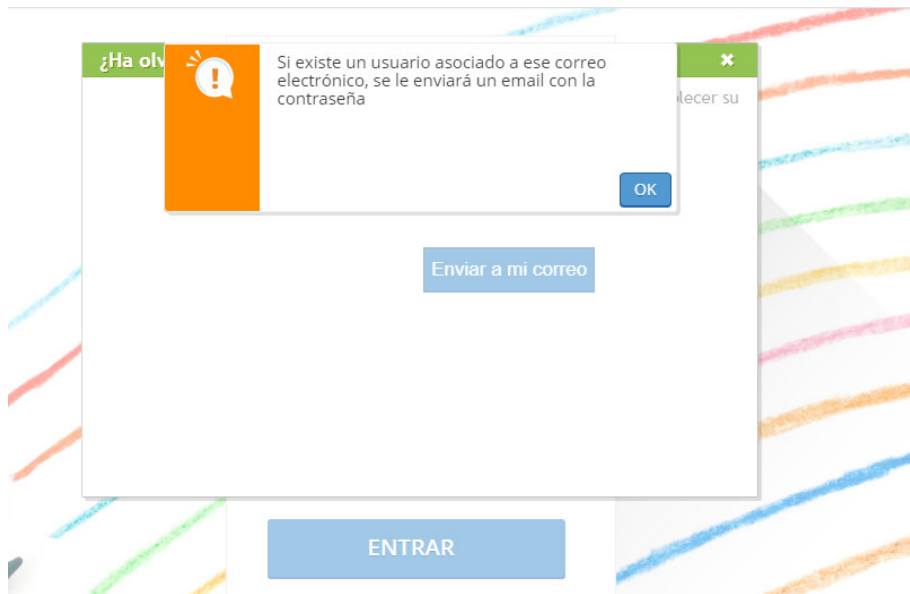 ¿Ha olv
Si existe un usuario asociado a ese correo
electrónico, se le enviará un email con la
contraseña
lecer su
OK
Enviar a mi correo
ENTRAR